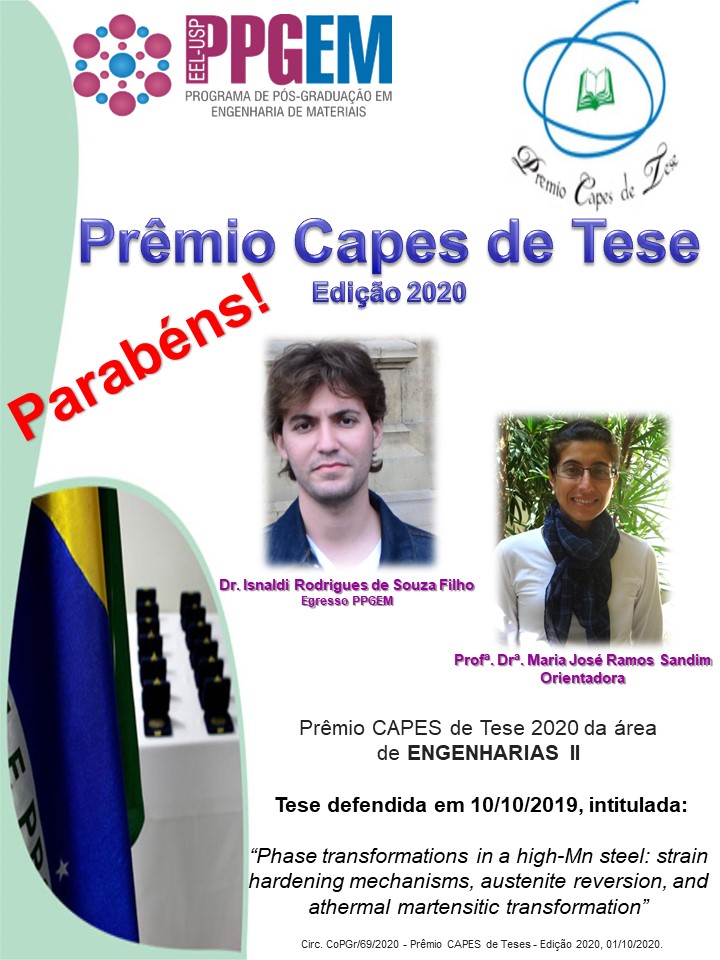 EEL-USP
PPGEM
PROGRAMA DE PÓS-GRADUAÇÃO EM
ENGENHARIA DE MATERIAIS
Premio Capes de Tese
Prêmio Capes de Tese
Edição 2020
Parabéns!
Dr. Isnaldi Rodrigues de Souza Filho
Egresso PPGEM
Profª. Drª. Maria José Ramos Sandim
Orientadora
Prêmio CAPES de Tese 2020 da área
de ENGENHARIAS II
Tese defendida em 10/10/2019, intitulada:
“Phase transformations in a high-Mn steel: strain
hardening mechanisms, austenite reversion, and
athermal martensitic transformation”
Circ. CoPGr/69/2020 - Prêmio CAPES de Teses - Edição 2020, 01/10/2020.